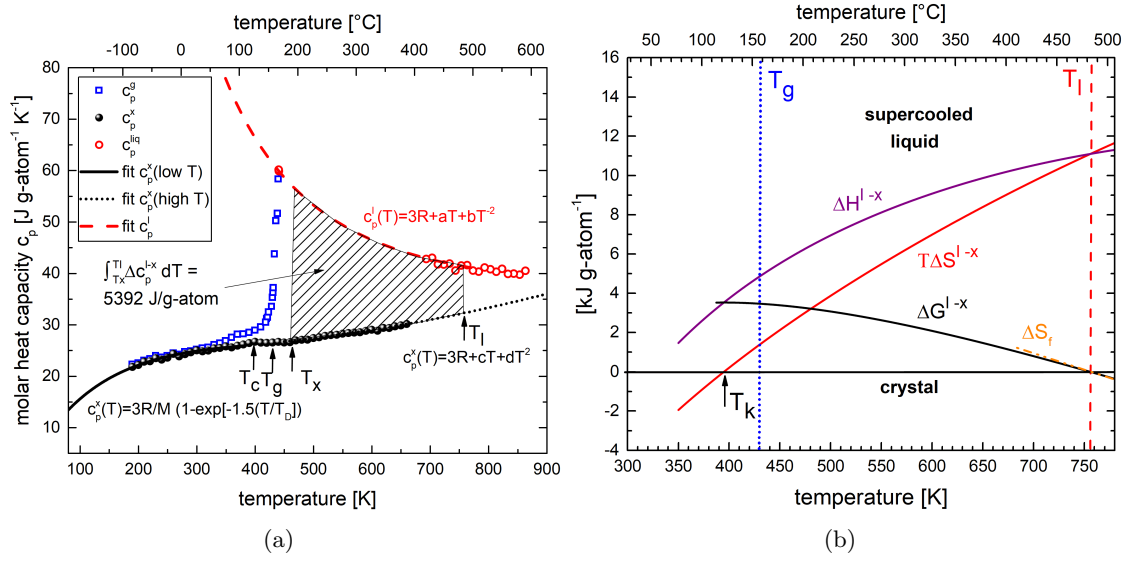 temperature [°C]
-100 0 100 200 300 400 500 600
80
70
60
50
40
30
20
10
molar heat capacity c_p [J g-atom⁻¹ K⁻¹]
c_p^g
c_p^x
c_p^liq
fit c_p^x(low T)
fit c_p^x(high T)
fit c_p^l
c_p^l(T)=3R+aT+bT⁻²
∫_Tx^Tl Δc_p^l-x dT =
5392 J/g-atom
T_l
c_p^x(T)=3R+cT+dT²
T_c T_g T_x
c_p^x(T)=3R/M (1-exp[-1.5(T/T_D])
100 200 300 400 500 600 700 800 900
temperature [K]
(a)
temperature [°C]
50 100 150 200 250 300 350 400 450 500
16
14
12
10
8
6
4
2
0
-2
-4
[kJ g-atom⁻¹]
T_g
T_l
supercooled
liquid
ΔH^l-x
TΔS^l-x
ΔG^l-x
ΔS_f
crystal
T_k
300 350 400 450 500 550 600 650 700 750
temperature [K]
(b)